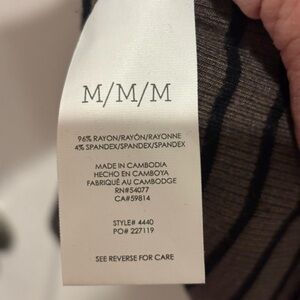 M/M/M
96% RAYON/RAYÓN/RAYONNE
4% SPANDEX/SPANDEX/SPANDEX
MADE IN CAMBODIA
HECHO EN CAMBOYA
FABRIQUÉ AU CAMBODGE
RN#54077
CA#59814
STYLE# 4440
PO# 227119
SEE REVERSE FOR CARE